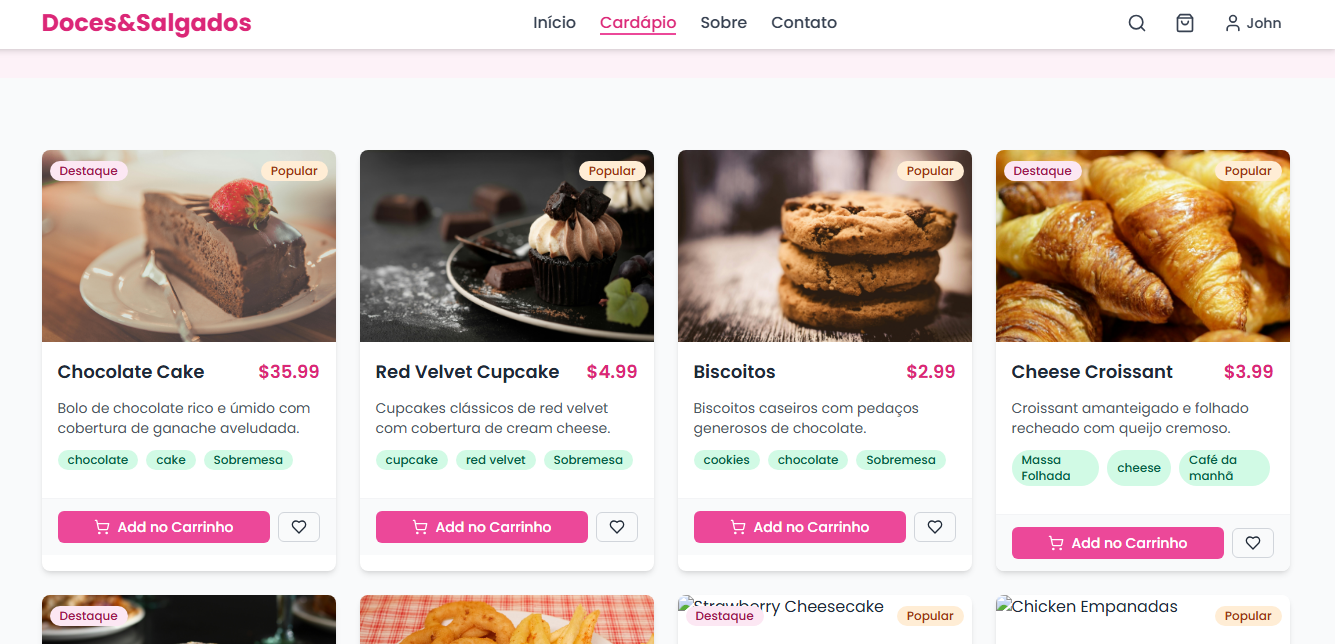 Doces&Salgados
Início
Cardápio
Sobre
Contato
John
Destaque
Popular
Chocolate Cake
$35.99
Bolo de chocolate rico e úmido com
cobertura de ganache aveludada.
chocolate
cake
Sobremesa
Add no Carrinho
Popular
Red Velvet Cupcake
$4.99
Cupcakes clássicos de red velvet
com cobertura de cream cheese.
cupcake
red velvet
Sobremesa
Add no Carrinho
Popular
Biscoitos
$2.99
Biscoitos caseiros com pedaços
generosos de chocolate.
cookies
chocolate
Sobremesa
Add no Carrinho
Destaque
Popular
Cheese Croissant
$3.99
Croissant amanteigado e folhado
recheado com queijo cremoso.
Massa
Folhada
cheese
Café da
manhã
Add no Carrinho
Destaque
Strawberry Cheesecake
Destaque
Popular
Chicken Empanadas
Popular